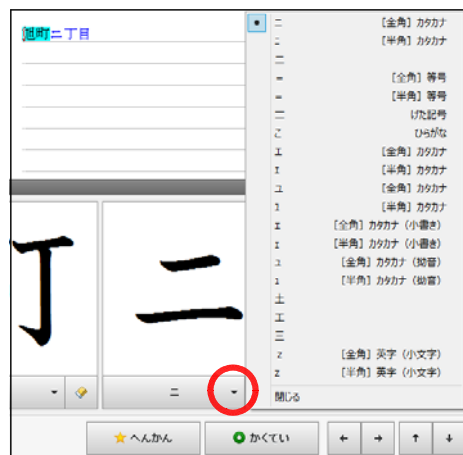 旭町ニ丁目
ニ [全角] カタカナ
ﾆ [半角] カタカナ
二
＝ [全角] 等号
= [半角] 等号
〓 げた記号
こ ひらがな
エ [全角] カタカナ
ｴ [半角] カタカナ
ユ [全角] カタカナ
ﾕ [半角] カタカナ
ェ [全角] カタカナ（小書き）
ｪ [半角] カタカナ（小書き）
ュ [全角] カタカナ（拗音）
ｭ [半角] カタカナ（拗音）
土
工
三
ｚ [全角] 英字（小文字）
z [半角] 英字（小文字）
閉じる
丁 ニ
ニ
へんかん かくてい ← → ↑ ↓